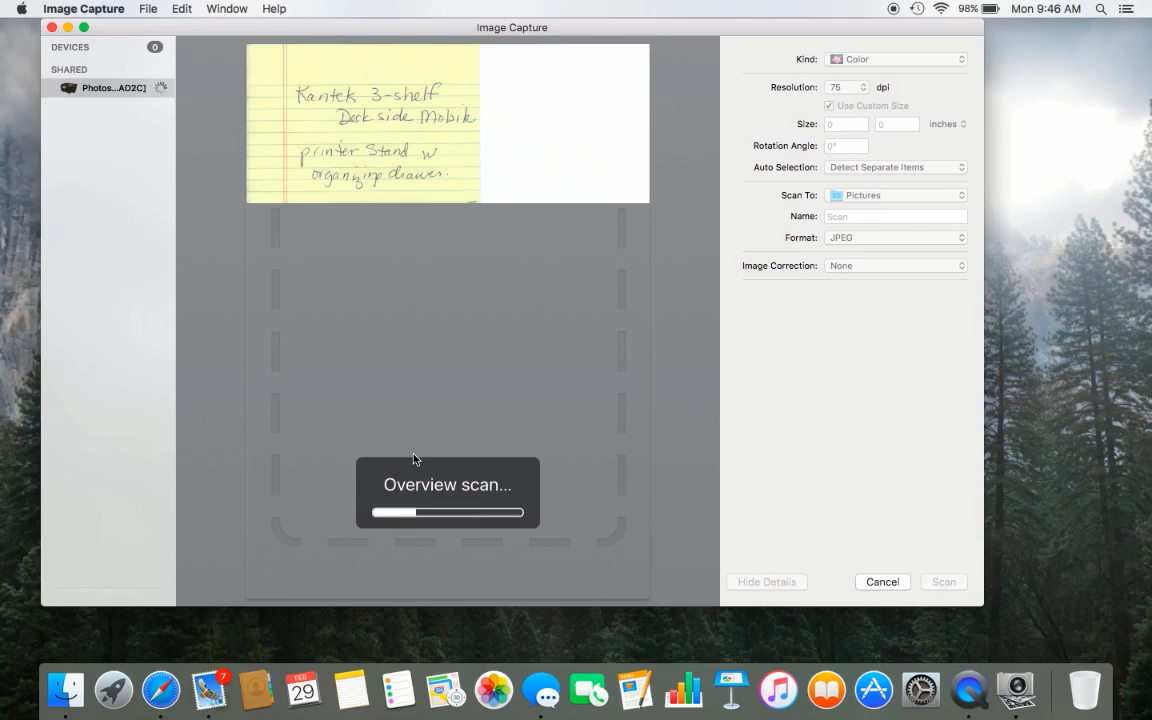 Image Capture File Edit Window Help 98% Mon 9:46 AM
Image Capture
DEVICES 0
SHARED
Photos...AD2C]
Kantek 3-shelf
Desk side Mobile
printer Stand w
organizing drawer.
Overview scan...
Kind: Color
Resolution: 75 dpi
Use Custom Size
Size: 0 0 inches
Rotation Angle: 0°
Auto Selection: Detect Separate Items
Scan To: Pictures
Name: Scan
Format: JPEG
Image Correction: None
Hide Details Cancel Scan
7
FEB
29